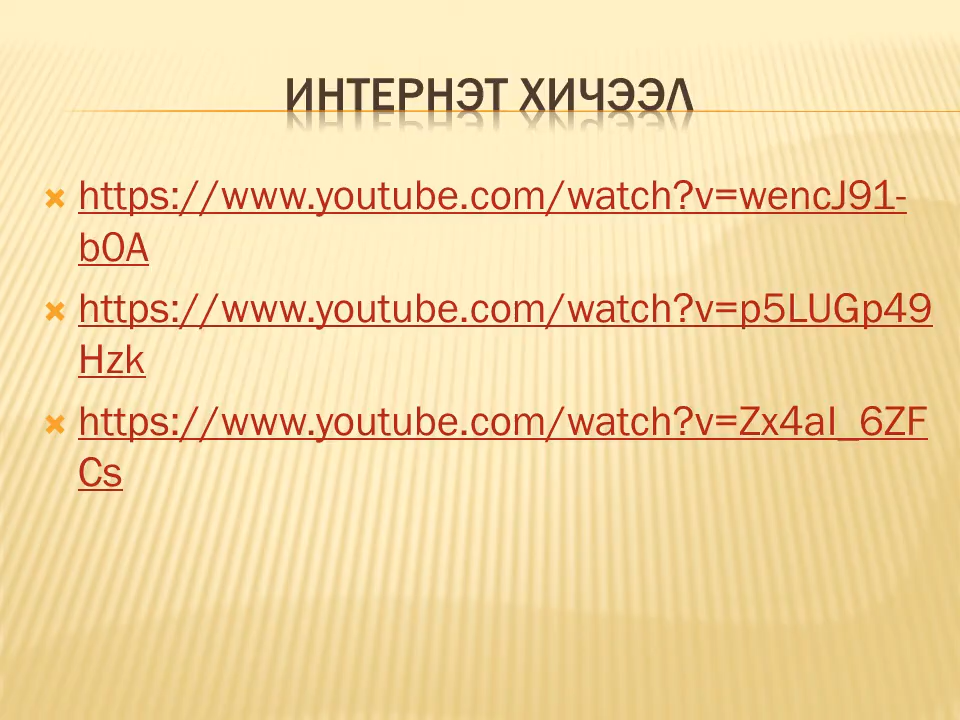 ИНТЕРНЭТ ХИЧЭЭЛ
https://www.youtube.com/watch?v=wencJ91-
b0A
https://www.youtube.com/watch?v=p5LUGp49
Hzk
https://www.youtube.com/watch?v=Zx4aI_6ZF
Cs